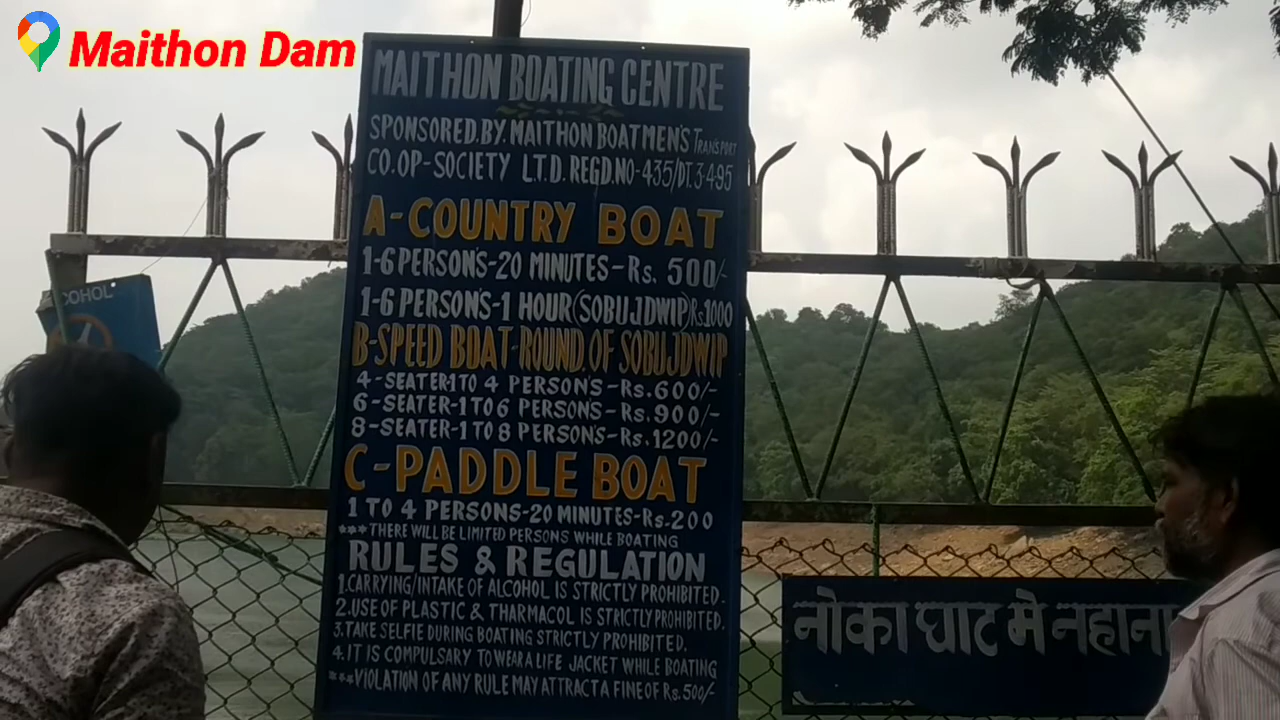 Maithon Dam
MAITHON BOATING CENTRE
SPONSORED.BY. MAITHON BOATMEN'S TRANSPORT
CO.OP-SOCIETY L.T.D. REGD.NO-435/DT.3-4-95
A-COUNTRY BOAT
1-6 PERSON'S-20 MINUTES-Rs. 500/-
1-6 PERSON'S-1 HOUR (SOBUJDWIP) Rs.1000
B-SPEED BOAT-ROUND.OF SOBUJDWIP
4-SEATER-1 TO 4 PERSON'S-Rs.600/-
6-SEATER-1 TO 6 PERSONS-Rs.900/-
8-SEATER-1 TO 8 PERSON'S-Rs.1200/-
C-PADDLE BOAT
1 TO 4 PERSONS-20 MINUTES-Rs.200
***THERE WILL BE LIMITED PERSONS WHILE BOATING
RULES & REGULATION
1.CARRYING/INTAKE OF ALCOHOL IS STRICTLY PROHIBITED.
2.USE OF PLASTIC & THARMACOL IS STRICTLY PROHIBITED.
3.TAKE SELFIE DURING BOATING STRICTLY PROHIBITED.
4.IT IS COMPULSARY TO WEAR A LIFE JACKET WHILE BOATING
***VIOLATION OF ANY RULE MAY ATTRACT A FINE OF Rs.500/-
नोका घाट मे नहाना